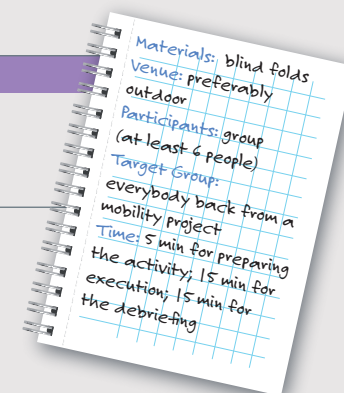 Materials: blind folds
Venue: preferably
outdoor
Participants: group
(at least 6 people)
Target Group:
everybody back from a
mobility project
Time: 5 min for preparing
the activity; 15 min for
execution; 15 min for
the debriefing